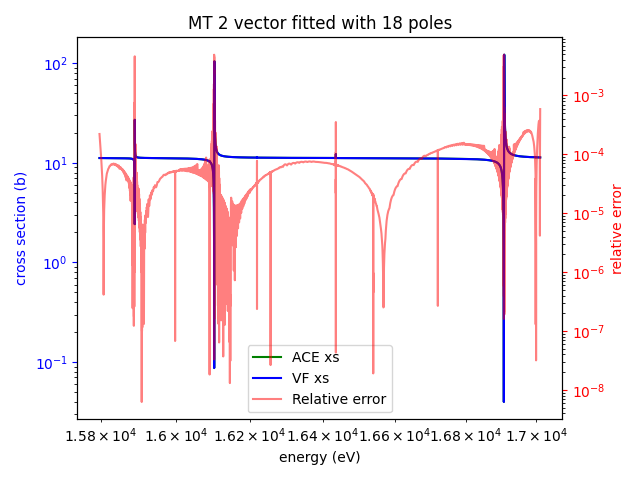 MT 2 vector fitted with 18 poles
cross section (b)
10²
10¹
10⁰
10⁻¹
relative error
10⁻³
10⁻⁴
10⁻⁵
10⁻⁶
10⁻⁷
10⁻⁸
ACE xs
VF xs
Relative error
1.58 × 10⁴ 1.6 × 10⁴ 1.62 × 10⁴ 1.64 × 10⁴ 1.66 × 10⁴ 1.68 × 10⁴ 1.7 × 10⁴
energy (eV)